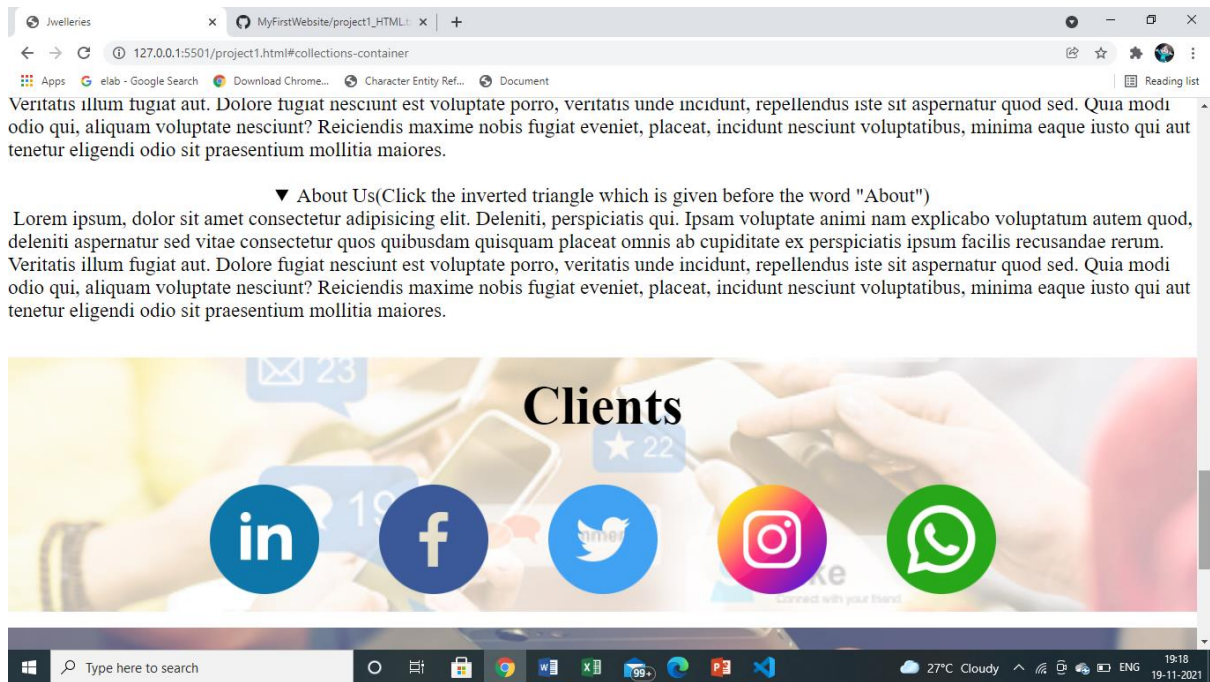 Jwelleries
MyFirstWebsite/project1_HTML.t
127.0.0.1:5501/project1.html#collections-container
Apps elab - Google Search Download Chrome... Character Entity Ref... Document Reading list
Veritatis illum fugiat aut. Dolore fugiat nesciunt est voluptate porro, veritatis unde incidunt, repellendus iste sit aspernatur quod sed. Quia modi
odio qui, aliquam voluptate nesciunt? Reiciendis maxime nobis fugiat eveniet, placeat, incidunt nesciunt voluptatibus, minima eaque iusto qui aut
tenetur eligendi odio sit praesentium mollitia maiores.
▼ About Us(Click the inverted triangle which is given before the word "About")
Lorem ipsum, dolor sit amet consectetur adipisicing elit. Deleniti, perspiciatis qui. Ipsam voluptate animi nam explicabo voluptatum autem quod,
deleniti aspernatur sed vitae consectetur quos quibusdam quisquam placeat omnis ab cupiditate ex perspiciatis ipsum facilis recusandae rerum.
Veritatis illum fugiat aut. Dolore fugiat nesciunt est voluptate porro, veritatis unde incidunt, repellendus iste sit aspernatur quod sed. Quia modi
odio qui, aliquam voluptate nesciunt? Reiciendis maxime nobis fugiat eveniet, placeat, incidunt nesciunt voluptatibus, minima eaque iusto qui aut
tenetur eligendi odio sit praesentium mollitia maiores.
23
Clients
22
19
in f
Connect with your friend
Type here to search
99+
27°C Cloudy
ENG
19:18
19-11-2021